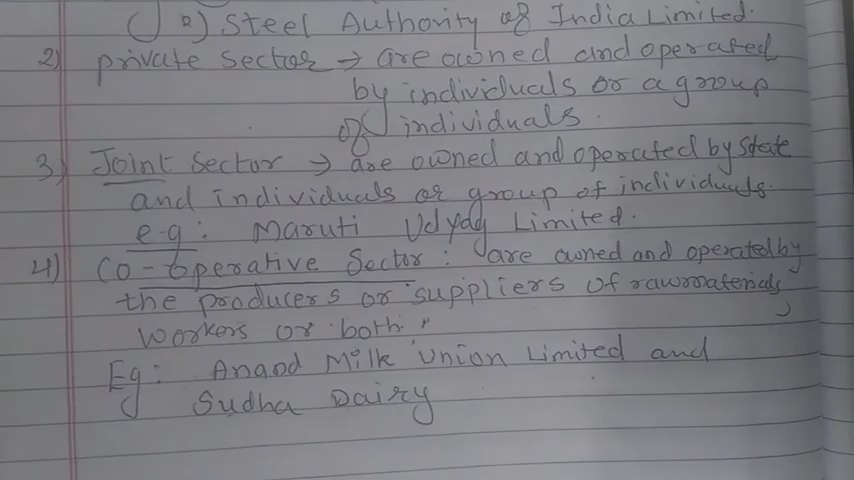 2) Steel Authority of India Limited.
2) private sector → are owned and operated
by individuals or a group
of individuals.
3) Joint Sector → are owned and operated by state
and individuals or group of individuals.
e.g: Maruti Udyog Limited.
4) Co-operative Sector: are owned and operated by
the producers or suppliers of raw materials,
workers or both."
Eg: Anand Milk Union Limited and
Sudha Dairy